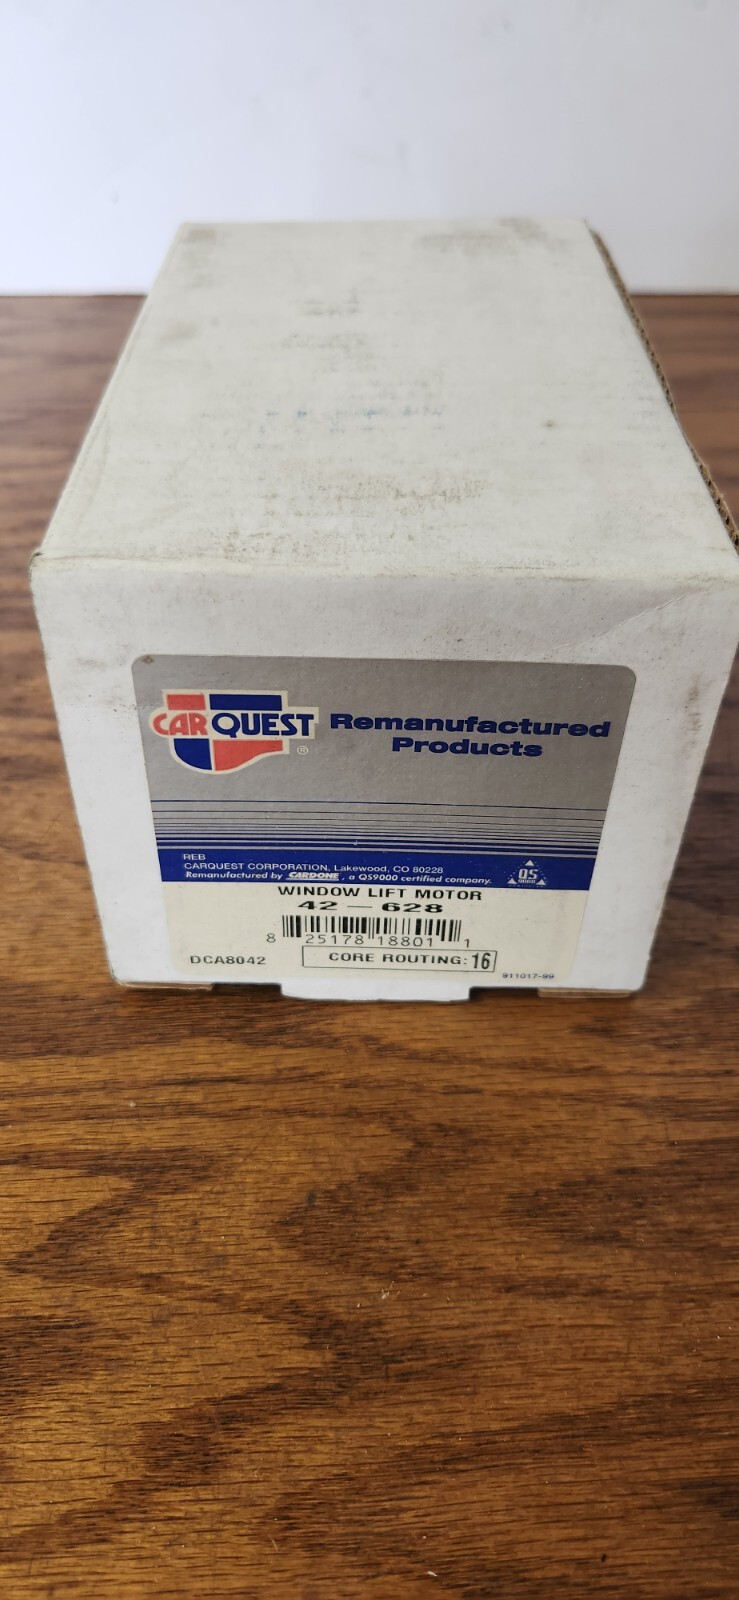 CARQUEST ® Remanufactured
Products
REB
CARQUEST CORPORATION, Lakewood, CO 80228
Remanufactured by CARDONE, a QS9000 certified company.
QS
9000
WINDOW LIFT MOTOR
42-628
8 25178 18801 1
DCA8042
CORE ROUTING: 16
911017-99